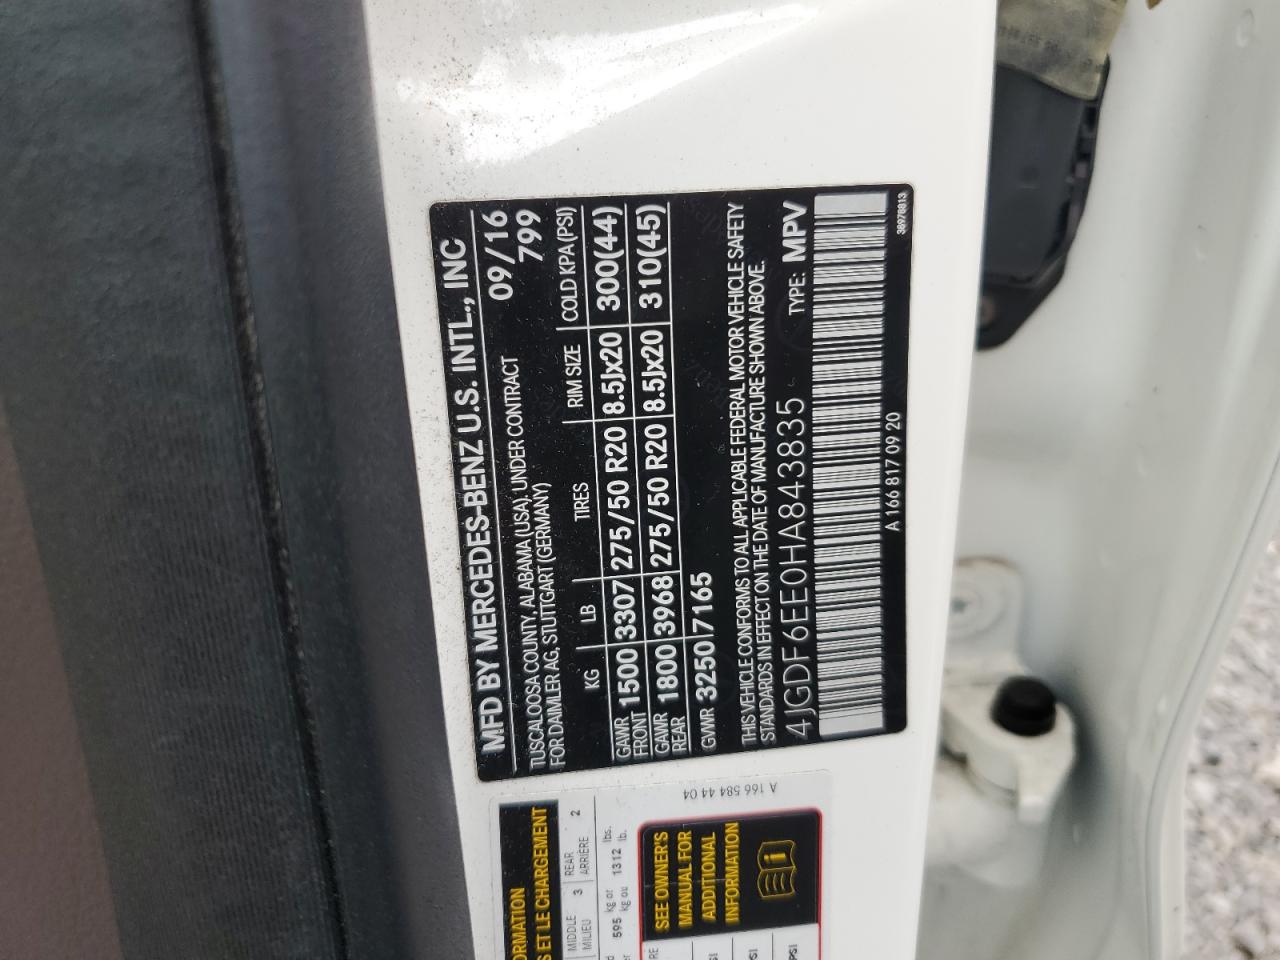 MFD BY MERCEDES-BENZ U.S. INTL., INC
09/16
TUSCALOOSA COUNTY, ALABAMA (USA), UNDER CONTRACT 799
FOR DAIMLER AG, STUTTGART (GERMANY)
KG LB TIRES RIM SIZE COLD KPA (PSI)
GAWR FRONT 1500 3307 275/50 R20 8.5Jx20 300(44)
GAWR REAR 1800 3968 275/50 R20 8.5Jx20 310(45)
GVWR 3250 7165
THIS VEHICLE CONFORMS TO ALL APPLICABLE FEDERAL MOTOR VEHICLE SAFETY
STANDARDS IN EFFECT ON THE DATE OF MANUFACTURE SHOWN ABOVE.
4JGDF6EE0HA843835 TYPE: MPV
A 166 817 09 20
38978813
A 166 584 44 04
S ET LE CHARGEMENT
MIDDLE 3 REAR 2
MILIEU ARRIÈRE
595 kg or 1312 lbs.
kg ou lb.
SEE OWNER'S
MANUAL FOR
ADDITIONAL
INFORMATION